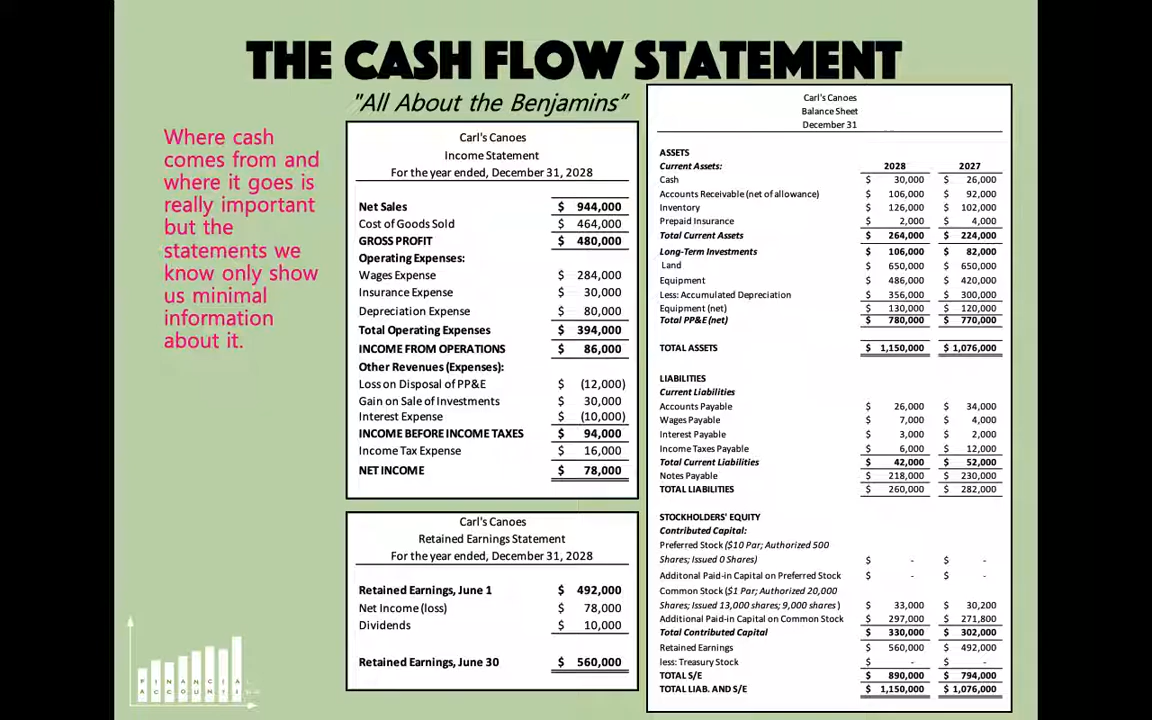 THE CASH FLOW STATEMENT
"All About the Benjamins”
Where cash
comes from and
where it goes is
really important
but the
statements we
know only show
us minimal
information
about it.
Carl's Canoes
Income Statement
For the year ended, December 31, 2028
Net Sales $ 944,000
Cost of Goods Sold $ 464,000
GROSS PROFIT $ 480,000
Operating Expenses:
Wages Expense $ 284,000
Insurance Expense $ 30,000
Depreciation Expense $ 80,000
Total Operating Expenses $ 394,000
INCOME FROM OPERATIONS $ 86,000
Other Revenues (Expenses):
Loss on Disposal of PP&E $ (12,000)
Gain on Sale of Investments $ 30,000
Interest Expense $ (10,000)
INCOME BEFORE INCOME TAXES $ 94,000
Income Tax Expense $ 16,000
NET INCOME $ 78,000
Carl's Canoes
Retained Earnings Statement
For the year ended, December 31, 2028
Retained Earnings, June 1 $ 492,000
Net Income (loss) $ 78,000
Dividends $ 10,000
Retained Earnings, June 30 $ 560,000
Carl's Canoes
Balance Sheet
December 31
ASSETS
Current Assets: 2028 2027
Cash $ 30,000 $ 26,000
Accounts Receivable (net of allowance) $ 106,000 $ 92,000
Inventory $ 126,000 $ 102,000
Prepaid Insurance $ 2,000 $ 4,000
Total Current Assets $ 264,000 $ 224,000
Long-Term Investments $ 106,000 $ 82,000
Land $ 650,000 $ 650,000
Equipment $ 486,000 $ 420,000
Less: Accumulated Depreciation $ 356,000 $ 300,000
Equipment (net) $ 130,000 $ 120,000
Total PP&E (net) $ 780,000 $ 770,000
TOTAL ASSETS $ 1,150,000 $ 1,076,000
LIABILITIES
Current Liabilities
Accounts Payable $ 26,000 $ 34,000
Wages Payable $ 7,000 $ 4,000
Interest Payable $ 3,000 $ 2,000
Income Taxes Payable $ 6,000 $ 12,000
Total Current Liabilities $ 42,000 $ 52,000
Notes Payable $ 218,000 $ 230,000
TOTAL LIABILITIES $ 260,000 $ 282,000
STOCKHOLDERS' EQUITY
Contributed Capital:
Preferred Stock ($10 Par; Authorized 500
Shares; Issued 0 Shares) $ - $ -
Additonal Paid-in Capital on Preferred Stock $ - $ -
Common Stock ($1 Par; Authorized 20,000
Shares; Issued 13,000 shares; 9,000 shares ) $ 33,000 $ 30,200
Additional Paid-in Capital on Common Stock $ 297,000 $ 271,800
Total Contributed Capital $ 330,000 $ 302,000
Retained Earnings $ 560,000 $ 492,000
less: Treasury Stock $ - $ -
TOTAL S/E $ 890,000 $ 794,000
TOTAL LIAB. AND S/E $ 1,150,000 $ 1,076,000
FINANCIAL
ACCOUNTI